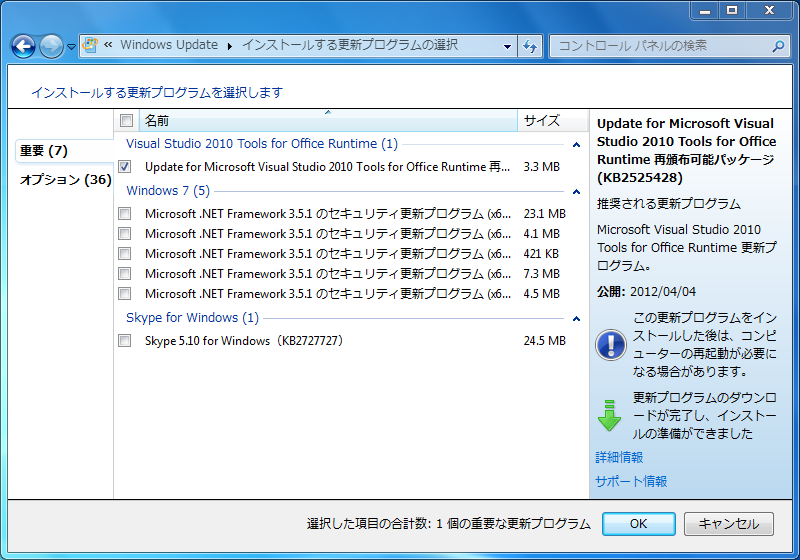 « Windows Update ▸ インストールする更新プログラムの選択
コントロール パネルの検索
インストールする更新プログラムを選択します
重要 (7)
オプション (36)
名前 サイズ
Visual Studio 2010 Tools for Office Runtime (1)
Update for Microsoft Visual Studio 2010 Tools for Office Runtime 再... 3.3 MB
Windows 7 (5)
Microsoft .NET Framework 3.5.1 のセキュリティ更新プログラム (x6... 23.1 MB
Microsoft .NET Framework 3.5.1 のセキュリティ更新プログラム (x6... 4.1 MB
Microsoft .NET Framework 3.5.1 のセキュリティ更新プログラム (x6... 421 KB
Microsoft .NET Framework 3.5.1 のセキュリティ更新プログラム (x6... 7.3 MB
Microsoft .NET Framework 3.5.1 のセキュリティ更新プログラム (x6... 4.5 MB
Skype for Windows (1)
Skype 5.10 for Windows（KB2727727） 24.5 MB
Update for Microsoft Visual
Studio 2010 Tools for Office
Runtime 再頒布可能パッケージ
(KB2525428)
推奨される更新プログラム
Microsoft Visual Studio 2010
Tools for Office Runtime 更新プ
ログラム。
公開: 2012/04/04
この更新プログラムをイン
ストールした後は、コンピ
ューターの再起動が必要に
なる場合があります。
更新プログラムのダウンロ
ードが完了し、インストー
ルの準備ができました
詳細情報
サポート情報
選択した項目の合計数: 1 個の重要な更新プログラム
OK
キャンセル